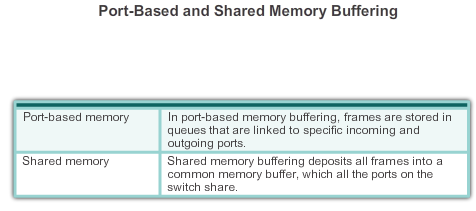 Port-Based and Shared Memory Buffering
Port-based memory
In port-based memory buffering, frames are stored in
queues that are linked to specific incoming and
outgoing ports.
Shared memory
Shared memory buffering deposits all frames into a
common memory buffer, which all the ports on the
switch share.